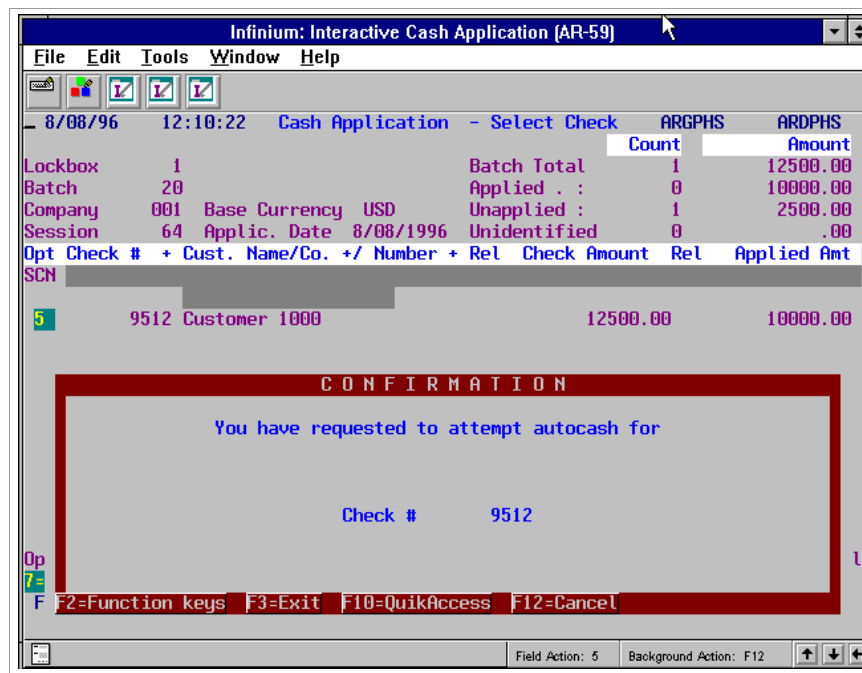 Infinium: Interactive Cash Application (AR-59)
File Edit Tools Window Help
8/08/96 12:10:22 Cash Application - Select Check ARGPHS ARDPHS
Count Amount
Lockbox 1 Batch Total 1 12500.00
Batch 20 Applied . : 0 10000.00
Company 001 Base Currency USD Unapplied : 1 2500.00
Session 64 Applic. Date 8/08/1996 Unidentified 0 .00
Opt Check # + Cust. Name/Co. +/ Number + Rel Check Amount Rel Applied Amt
SCN
5 9512 Customer 1000 12500.00 10000.00
C O N F I R M A T I O N
You have requested to attempt autocash for
Check # 9512
Op l
7=
F F2=Function keys F3=Exit F10=QuikAccess F12=Cancel
Field Action: 5 Background Action: F12